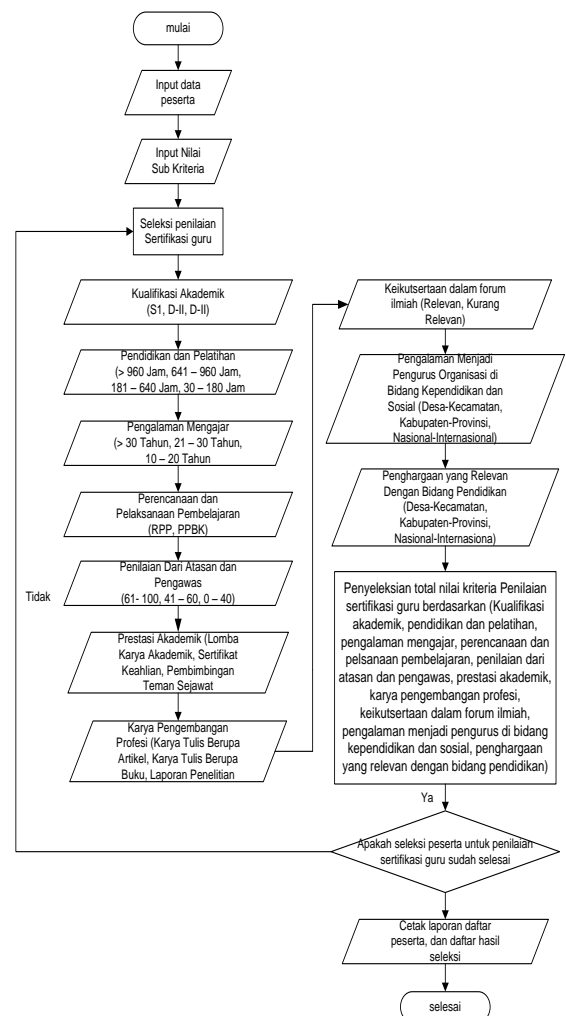 mulai
Input data
peserta
Input Nilai
Sub Kriteria
Seleksi penilaian
Sertifikasi guru
Kualifikasi Akademik
(S1, D-II, D-II)
Pendidikan dan Pelatihan
(> 960 Jam, 641 – 960 Jam,
181 – 640 Jam, 30 – 180 Jam
Pengalaman Mengajar
(> 30 Tahun, 21 – 30 Tahun,
10 – 20 Tahun
Perencanaan dan
Pelaksanaan Pembelajaran
(RPP, PPBK)
Penilaian Dari Atasan dan
Pengawas
(61- 100, 41 – 60, 0 – 40)
Tidak
Prestasi Akademik (Lomba
Karya Akademik, Sertifikat
Keahlian, Pembimbingan
Teman Sejawat
Karya Pengembangan
Profesi (Karya Tulis Berupa
Artikel, Karya Tulis Berupa
Buku, Laporan Penelitian
Keikutsertaan dalam forum
ilmiah (Relevan, Kurang
Relevan)
Pengalaman Menjadi
Pengurus Organisasi di
Bidang Kependidikan dan
Sosial (Desa-Kecamatan,
Kabupaten-Provinsi,
Nasional-Internasional)
Penghargaan yang Relevan
Dengan Bidang Pendidikan
(Desa-Kecamatan,
Kabupaten-Provinsi,
Nasional-Internasiona)
Penyeleksian total nilai kriteria Penilaian
sertifikasi guru berdasarkan (Kualifikasi
akademik, pendidikan dan pelatihan,
pengalaman mengajar, perencanaan dan
pelsanaan pembelajaran, penilaian dari
atasan dan pengawas, prestasi akademik,
karya pengembangan profesi,
keikutsertaan dalam forum ilmiah,
pengalaman menjadi pengurus di bidang
kependidikan dan sosial, penghargaan
yang relevan dengan bidang pendidikan)
Ya
Apakah seleksi peserta untuk penilaian
sertifikasi guru sudah selesai
Cetak laporan daftar
peserta, dan daftar hasil
seleksi
selesai